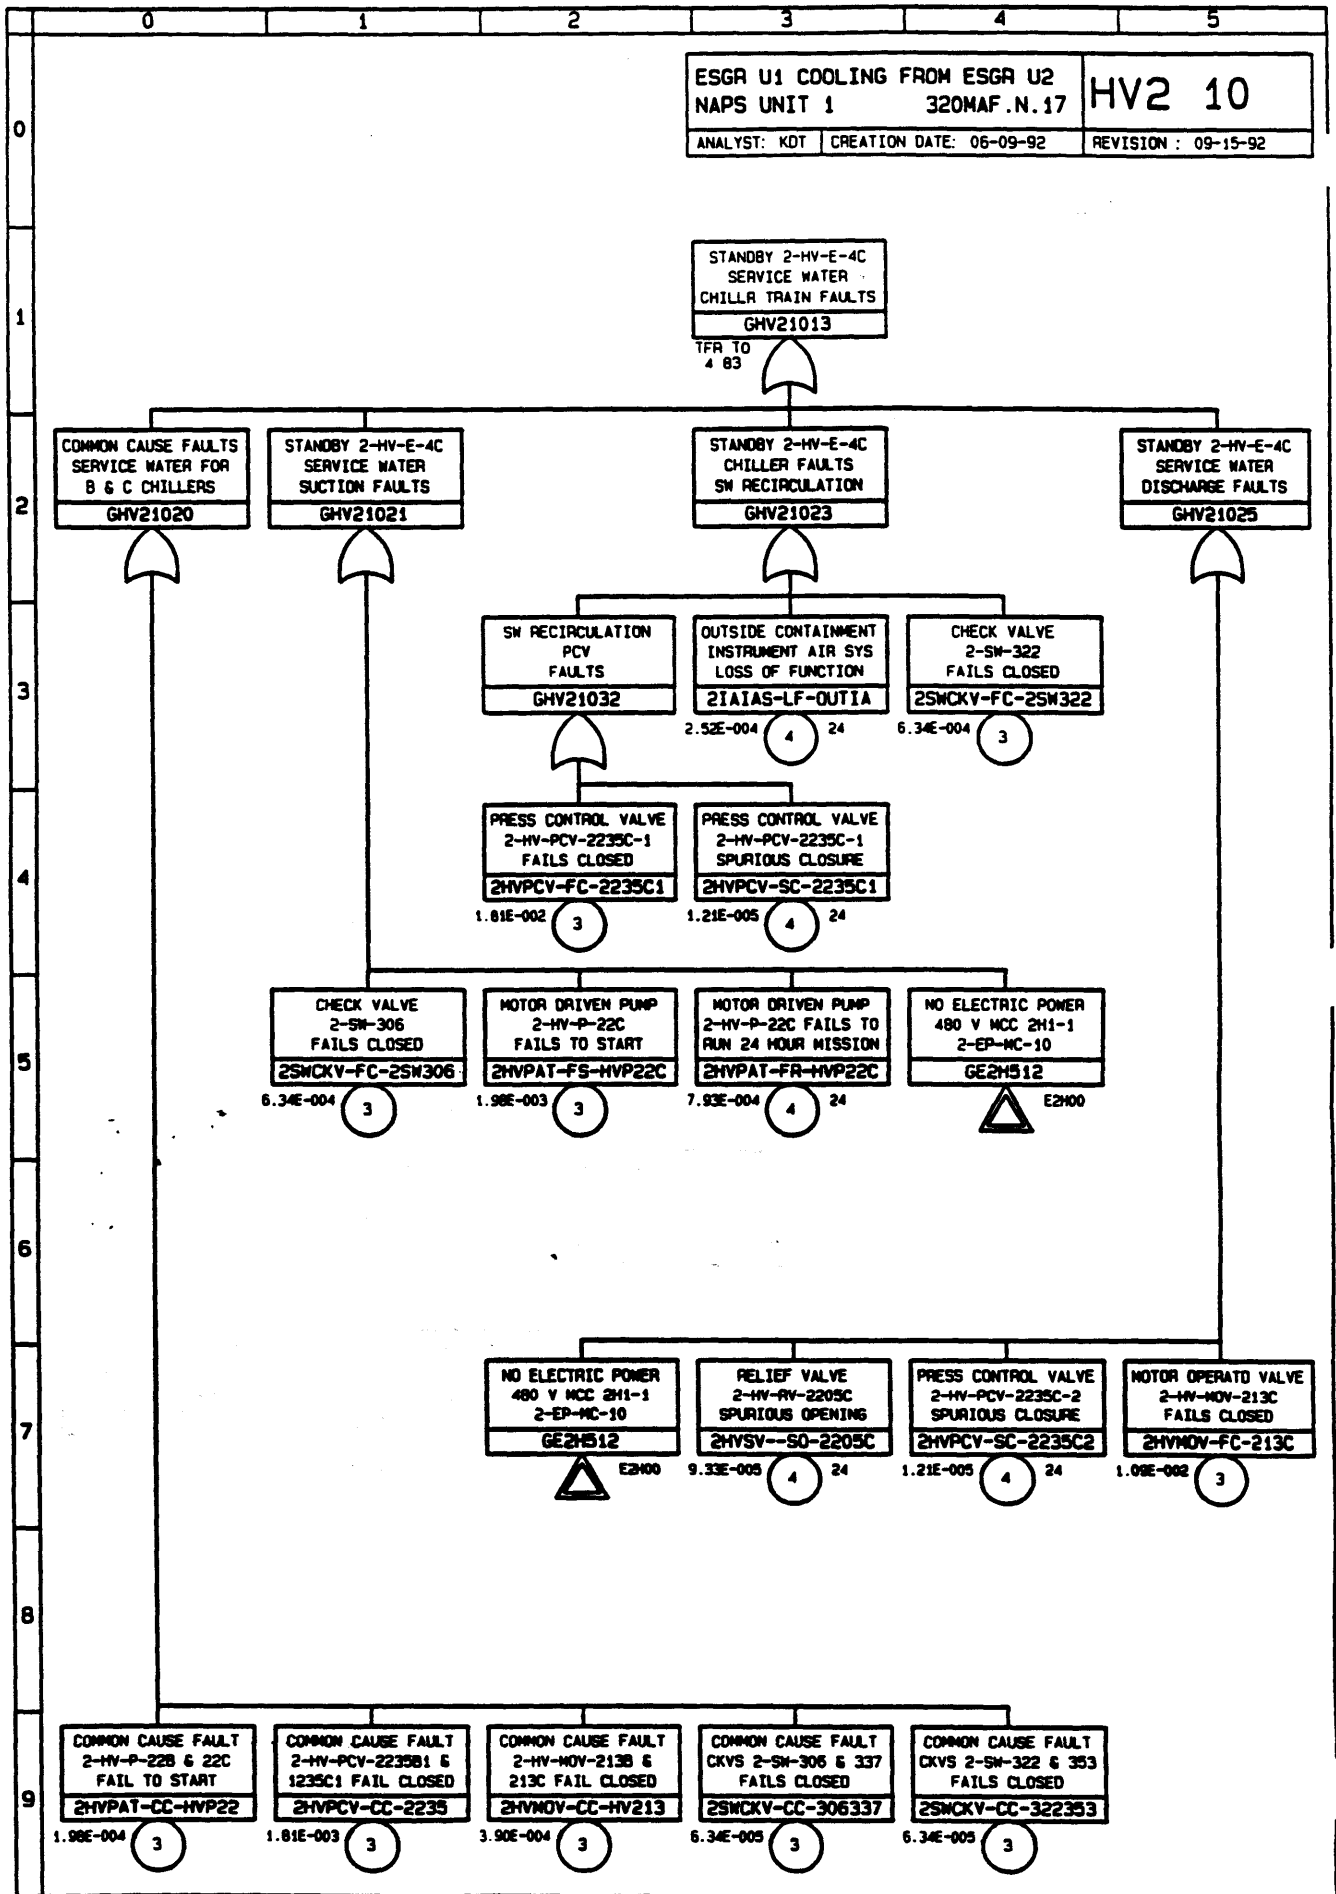 0 1 2 3 4 5
ESGR U1 COOLING FROM ESGR U2
NAPS UNIT 1 320MAF.N.17
HV2 10
ANALYST: KDT
CREATION DATE: 06-09-92
REVISION : 09-15-92
0
STANDBY 2-HV-E-4C
SERVICE WATER
CHILLR TRAIN FAULTS
GHV21013
TFR TO
4 83
1
COMMON CAUSE FAULTS
SERVICE WATER FOR
B & C CHILLERS
GHV21020
STANDBY 2-HV-E-4C
SERVICE WATER
SUCTION FAULTS
GHV21021
STANDBY 2-HV-E-4C
CHILLER FAULTS
SW RECIRCULATION
GHV21023
STANDBY 2-HV-E-4C
SERVICE WATER
DISCHARGE FAULTS
GHV21025
2
SW RECIRCULATION
PCV
FAULTS
GHV21032
OUTSIDE CONTAINMENT
INSTRUMENT AIR SYS
LOSS OF FUNCTION
2IAIAS-LF-OUTIA
2.52E-004 4 24
CHECK VALVE
2-SW-322
FAILS CLOSED
2SWCKV-FC-2SW322
6.34E-004 3
3
PRESS CONTROL VALVE
2-HV-PCV-2235C-1
FAILS CLOSED
2HVPCV-FC-2235C1
1.81E-002 3
PRESS CONTROL VALVE
2-HV-PCV-2235C-1
SPURIOUS CLOSURE
2HVPCV-SC-2235C1
1.21E-005 4 24
4
CHECK VALVE
2-SW-306
FAILS CLOSED
2SWCKV-FC-2SW306
6.34E-004 3
MOTOR DRIVEN PUMP
2-HV-P-22C
FAILS TO START
2HVPAT-FS-HVP22C
1.98E-003 3
MOTOR DRIVEN PUMP
2-HV-P-22C FAILS TO
RUN 24 HOUR MISSION
2HVPAT-FR-HVP22C
7.93E-004 4 24
NO ELECTRIC POWER
480 V MCC 2H1-1
2-EP-MC-10
GE2H512
E2H00
5
6
NO ELECTRIC POWER
480 V MCC 2H1-1
2-EP-MC-10
GE2H512
E2H00
RELIEF VALVE
2-HV-RV-2205C
SPURIOUS OPENING
2HVSV--SO-2205C
9.33E-005 4 24
PRESS CONTROL VALVE
2-HV-PCV-2235C-2
SPURIOUS CLOSURE
2HVPCV-SC-2235C2
1.21E-005 4 24
MOTOR OPERATD VALVE
2-HV-MOV-213C
FAILS CLOSED
2HVMOV-FC-213C
1.09E-002 3
7
8
COMMON CAUSE FAULT
2-HV-P-22B & 22C
FAIL TO START
2HVPAT-CC-HVP22
1.98E-004 3
COMMON CAUSE FAULT
2-HV-PCV-2235B1 &
1235C1 FAIL CLOSED
2HVPCV-CC-2235
1.81E-003 3
COMMON CAUSE FAULT
2-HV-MOV-213B &
213C FAIL CLOSED
2HVMOV-CC-HV213
3.90E-004 3
COMMON CAUSE FAULT
CKVS 2-SW-306 & 337
FAILS CLOSED
2SWCKV-CC-306337
6.34E-005 3
COMMON CAUSE FAULT
CKVS 2-SW-322 & 353
FAILS CLOSED
2SWCKV-CC-322353
6.34E-005 3
9